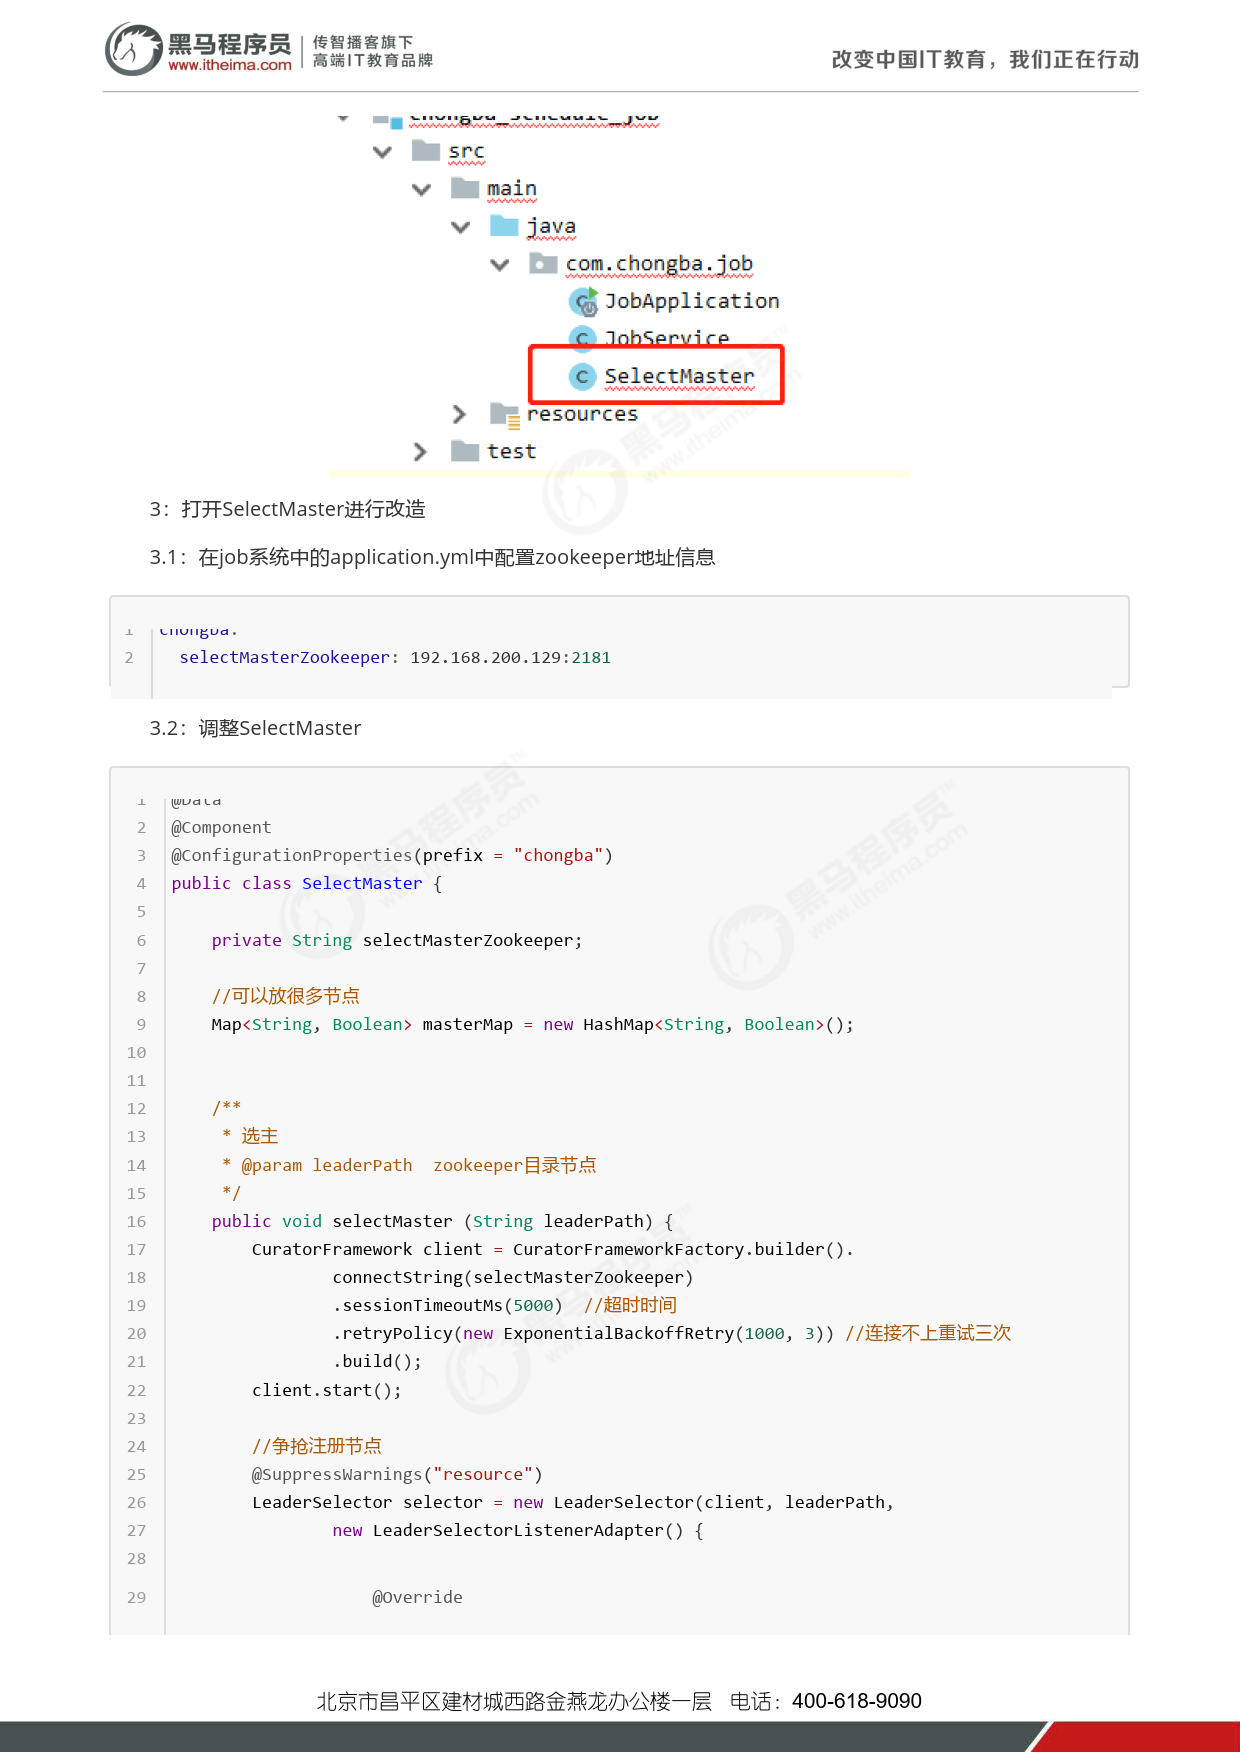 黑马程序员
www.itheima.com
传智播客旗下
高端IT教育品牌
改变中国IT教育，我们正在行动
chongba_schedule_job
src
main
java
com.chongba.job
JobApplication
JobService
SelectMaster
resources
test
3：打开SelectMaster进行改造
3.1：在job系统中的application.yml中配置zookeeper地址信息
1 chongba:
2   selectMasterZookeeper: 192.168.200.129:2181
3.2：调整SelectMaster
1 @Data
2 @Component
3 @ConfigurationProperties(prefix = "chongba")
4 public class SelectMaster {
5
6     private String selectMasterZookeeper;
7
8     //可以放很多节点
9     Map<String, Boolean> masterMap = new HashMap<String, Boolean>();
10
11
12     /**
13      * 选主
14      * @param leaderPath  zookeeper目录节点
15      */
16     public void selectMaster (String leaderPath) {
17         CuratorFramework client = CuratorFrameworkFactory.builder().
18                 connectString(selectMasterZookeeper)
19                 .sessionTimeoutMs(5000)  //超时时间
20                 .retryPolicy(new ExponentialBackoffRetry(1000, 3)) //连接不上重试三次
21                 .build();
22         client.start();
23
24         //争抢注册节点
25         @SuppressWarnings("resource")
26         LeaderSelector selector = new LeaderSelector(client, leaderPath,
27                 new LeaderSelectorListenerAdapter() {
28
29                     @Override
北京市昌平区建材城西路金燕龙办公楼一层   电话：400-618-9090